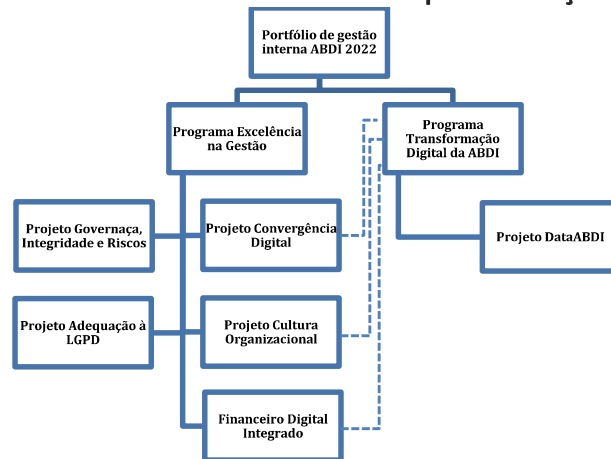 Portfólio de gestão
interna ABDI 2022
Programa Excelência
na Gestão
Programa
Transformação
Digital da ABDI
Projeto Governaça,
Integridade e Riscos
Projeto Convergência
Digital
Projeto DataABDI
Projeto Adequação à
LGPD
Projeto Cultura
Organizacional
Financeiro Digital
Integrado